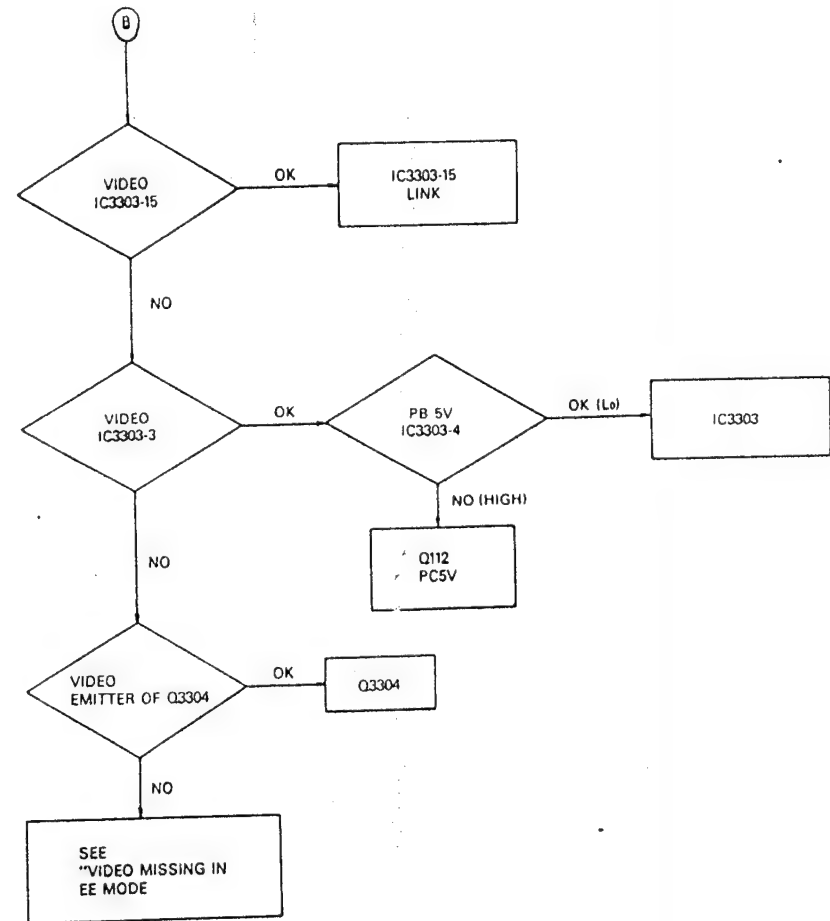 B
VIDEO
IC3303-15
OK
IC3303-15
LINK
NO
VIDEO
IC3303-3
OK
PB 5V
IC3303-4
OK (Lo)
IC3303
NO (HIGH)
Q112
PC5V
NO
VIDEO
EMITTER OF Q3304
OK
Q3304
NO
SEE
"VIDEO MISSING IN
EE MODE